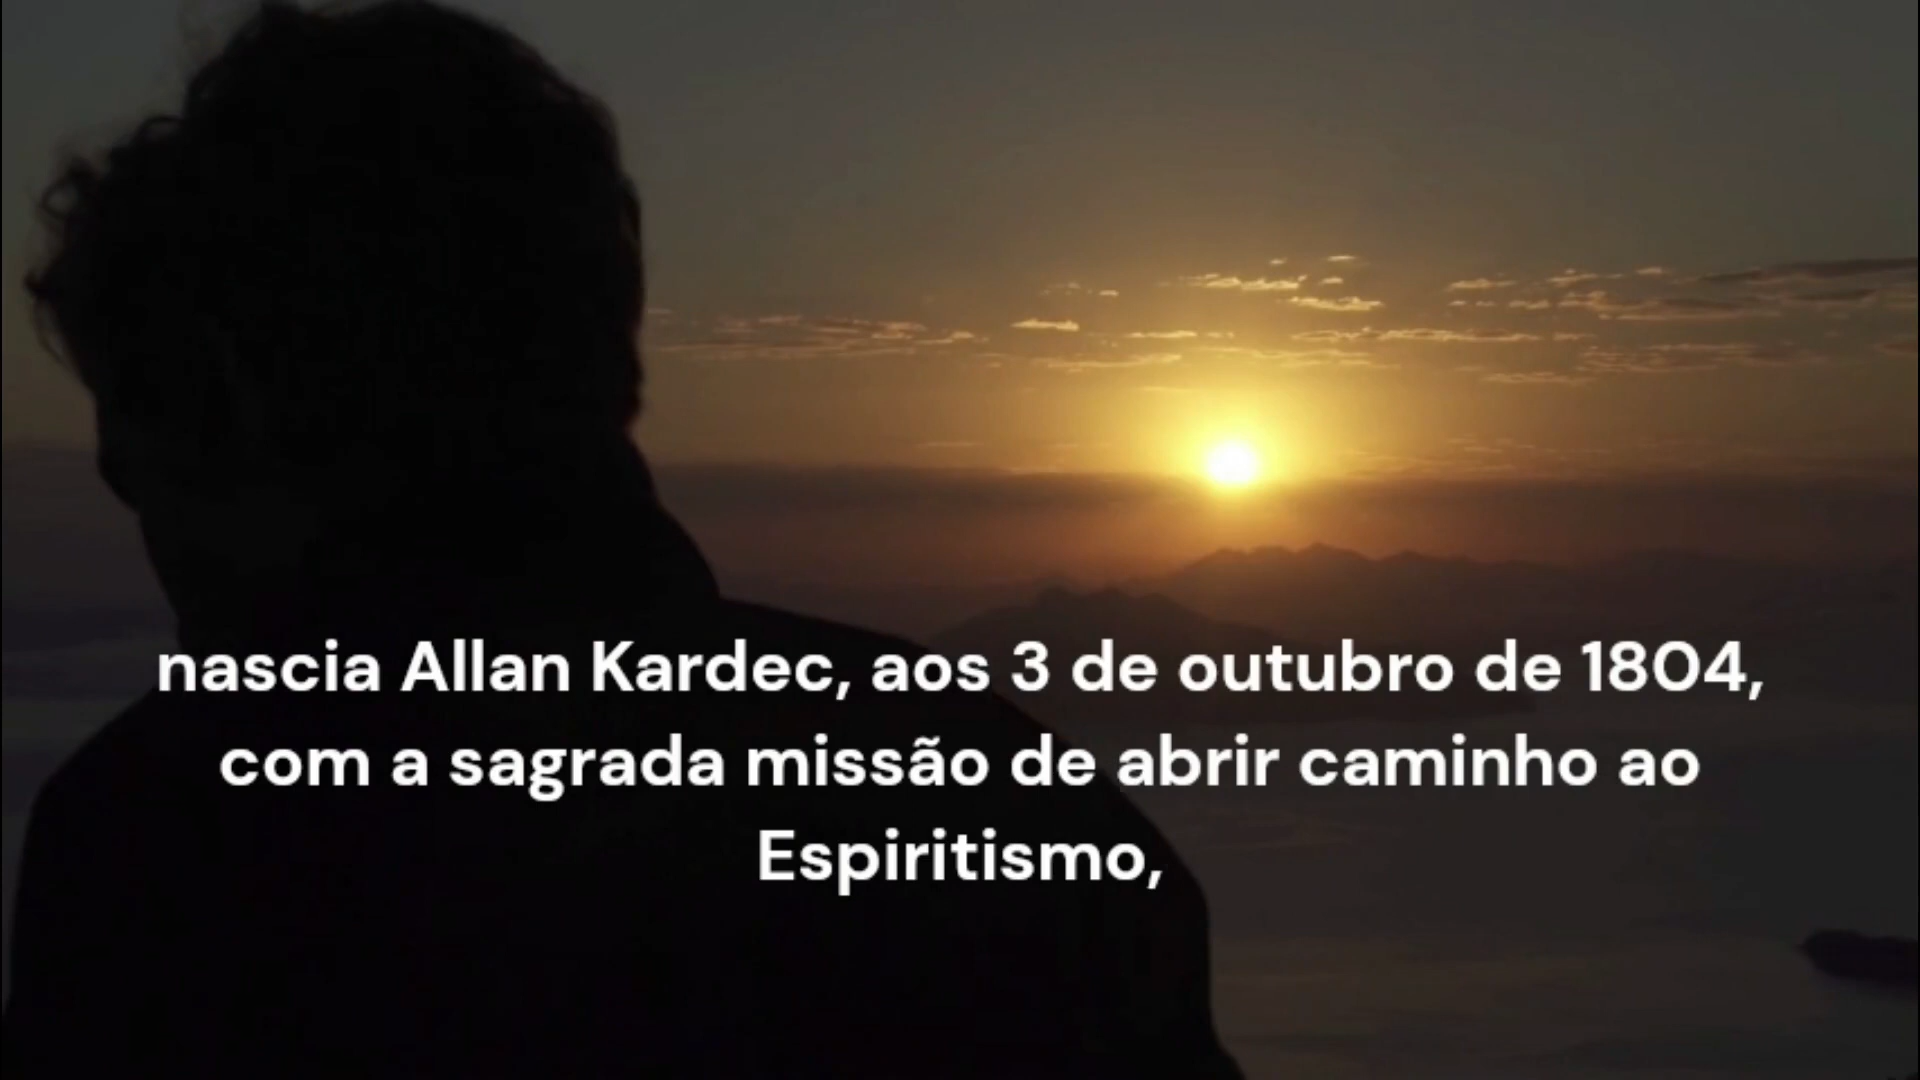 nascia Allan Kardec, aos 3 de outubro de 1804,
com a sagrada missão de abrir caminho ao
Espiritismo,